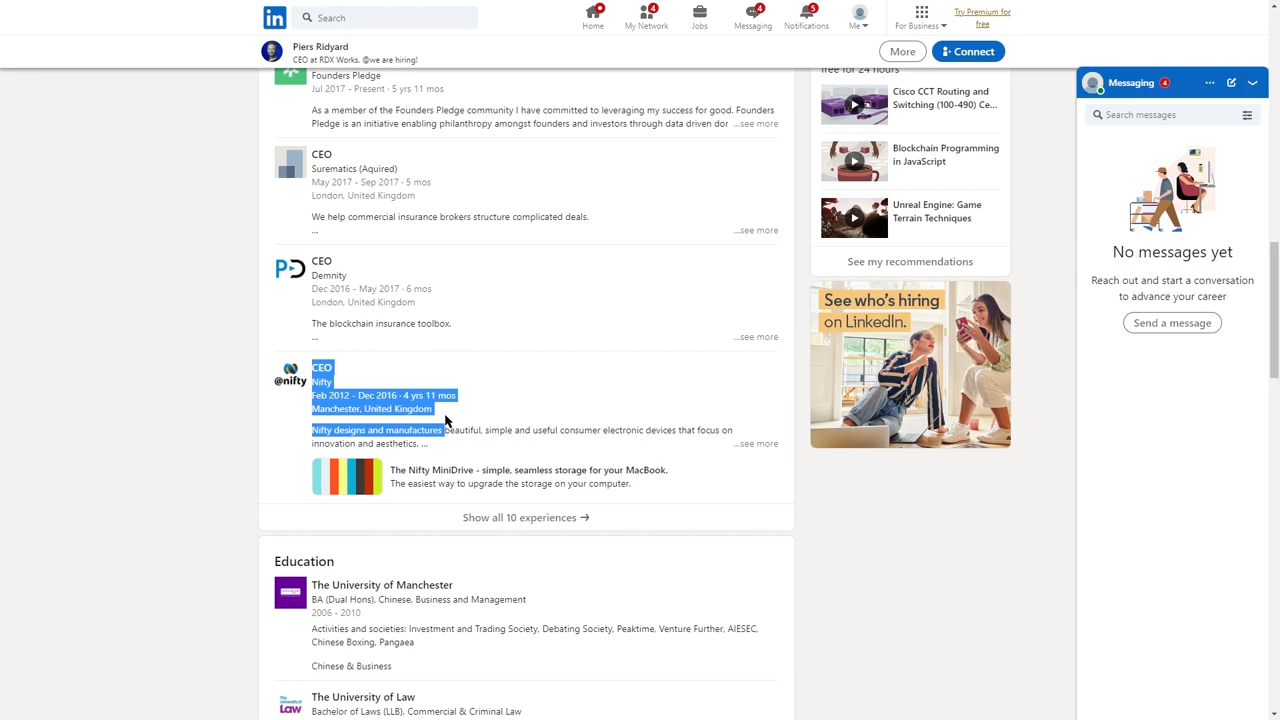 in
Search
Home
4
My Network
Jobs
4
Messaging
5
Notifications
Me
For Business
Try Premium for
free
Piers Ridyard
CEO at RDX Works. @we are hiring!
More
Connect
Founders Pledge
Jul 2017 - Present · 5 yrs 11 mos
As a member of the Founders Pledge community I have committed to leveraging my success for good. Founders
Pledge is an initiative enabling philanthropy amongst founders and investors through data driven dor ...see more
CEO
Surematics (Aquired)
May 2017 - Sep 2017 · 5 mos
London, United Kingdom
We help commercial insurance brokers structure complicated deals.
...
...see more
CEO
Demnity
Dec 2016 - May 2017 · 6 mos
London, United Kingdom
The blockchain insurance toolbox.
...
...see more
@nifty
CEO
Nifty
Feb 2012 - Dec 2016 · 4 yrs 11 mos
Manchester, United Kingdom
Nifty designs and manufactures beautiful, simple and useful consumer electronic devices that focus on
innovation and aesthetics. ... ...see more
The Nifty MiniDrive - simple, seamless storage for your MacBook.
The easiest way to upgrade the storage on your computer.
Show all 10 experiences →
Education
The University of Manchester
BA (Dual Hons), Chinese, Business and Management
2006 - 2010
Activities and societies: Investment and Trading Society, Debating Society, Peaktime, Venture Further, AIESEC,
Chinese Boxing, Pangaea
Chinese & Business
The University of Law
The University of Law
Bachelor of Laws (LLB), Commercial & Criminal Law
free for 24 hours
Cisco CCT Routing and
Switching (100-490) Ce...
Blockchain Programming
in JavaScript
Unreal Engine: Game
Terrain Techniques
See my recommendations
See who's hiring
on LinkedIn.
Messaging 4
Search messages
No messages yet
Reach out and start a conversation
to advance your career
Send a message